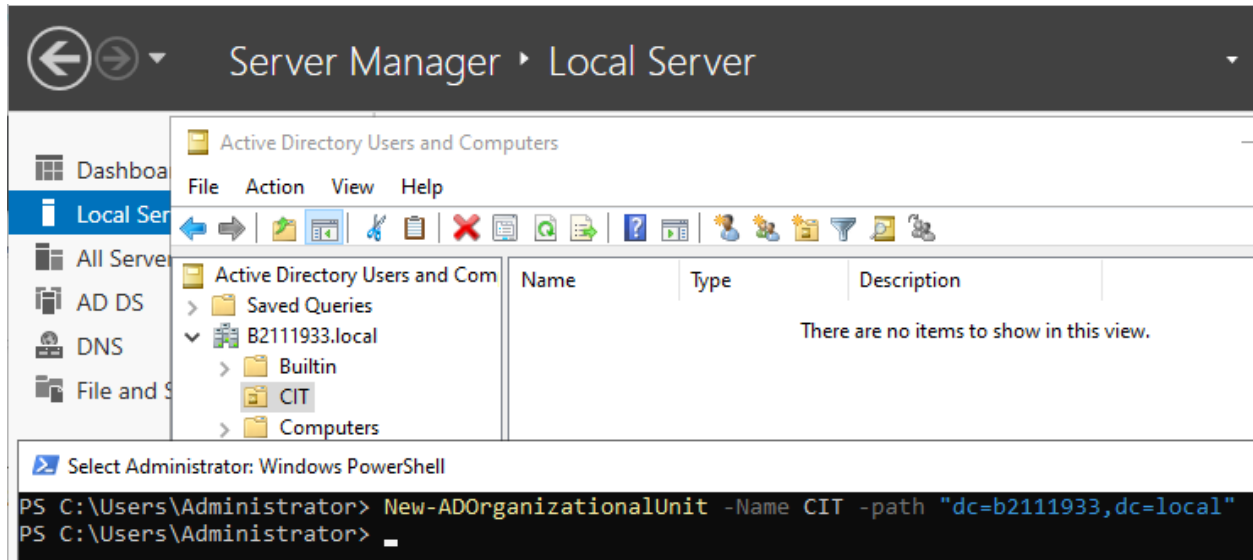 Server Manager ‣ Local Server
Active Directory Users and Computers
Dashboa
File Action View Help
Local Ser
All Server
Active Directory Users and Com
Name Type Description
Saved Queries
AD DS
There are no items to show in this view.
B2111933.local
DNS
Builtin
File and S
CIT
Computers
Select Administrator: Windows PowerShell
PS C:\Users\Administrator> New-ADOrganizationalUnit -Name CIT -path "dc=b2111933,dc=local"
PS C:\Users\Administrator>